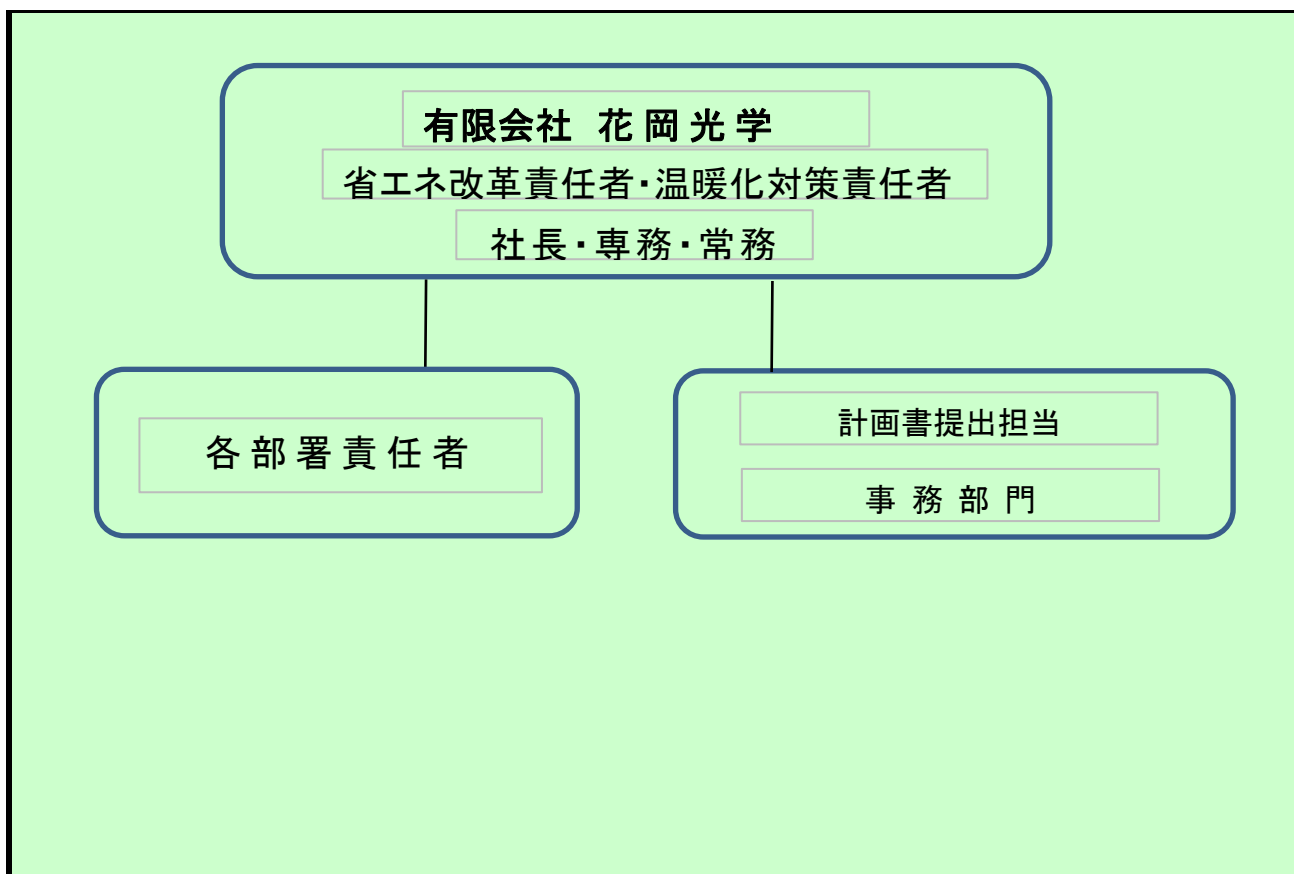 有限会社 花岡光学
省エネ改革責任者・温暖化対策責任者
社長・専務・常務
各部署責任者
計画書提出担当
事務部門